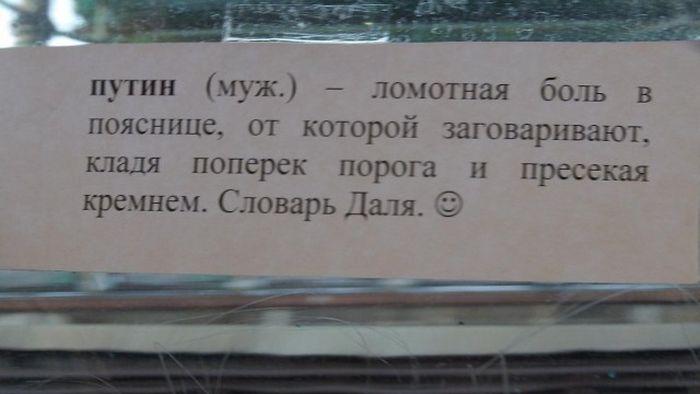 путин (муж.) – ломотная боль в
пояснице, от которой заговаривают,
кладя поперек порога и пресекая
кремнем. Словарь Даля. ☺